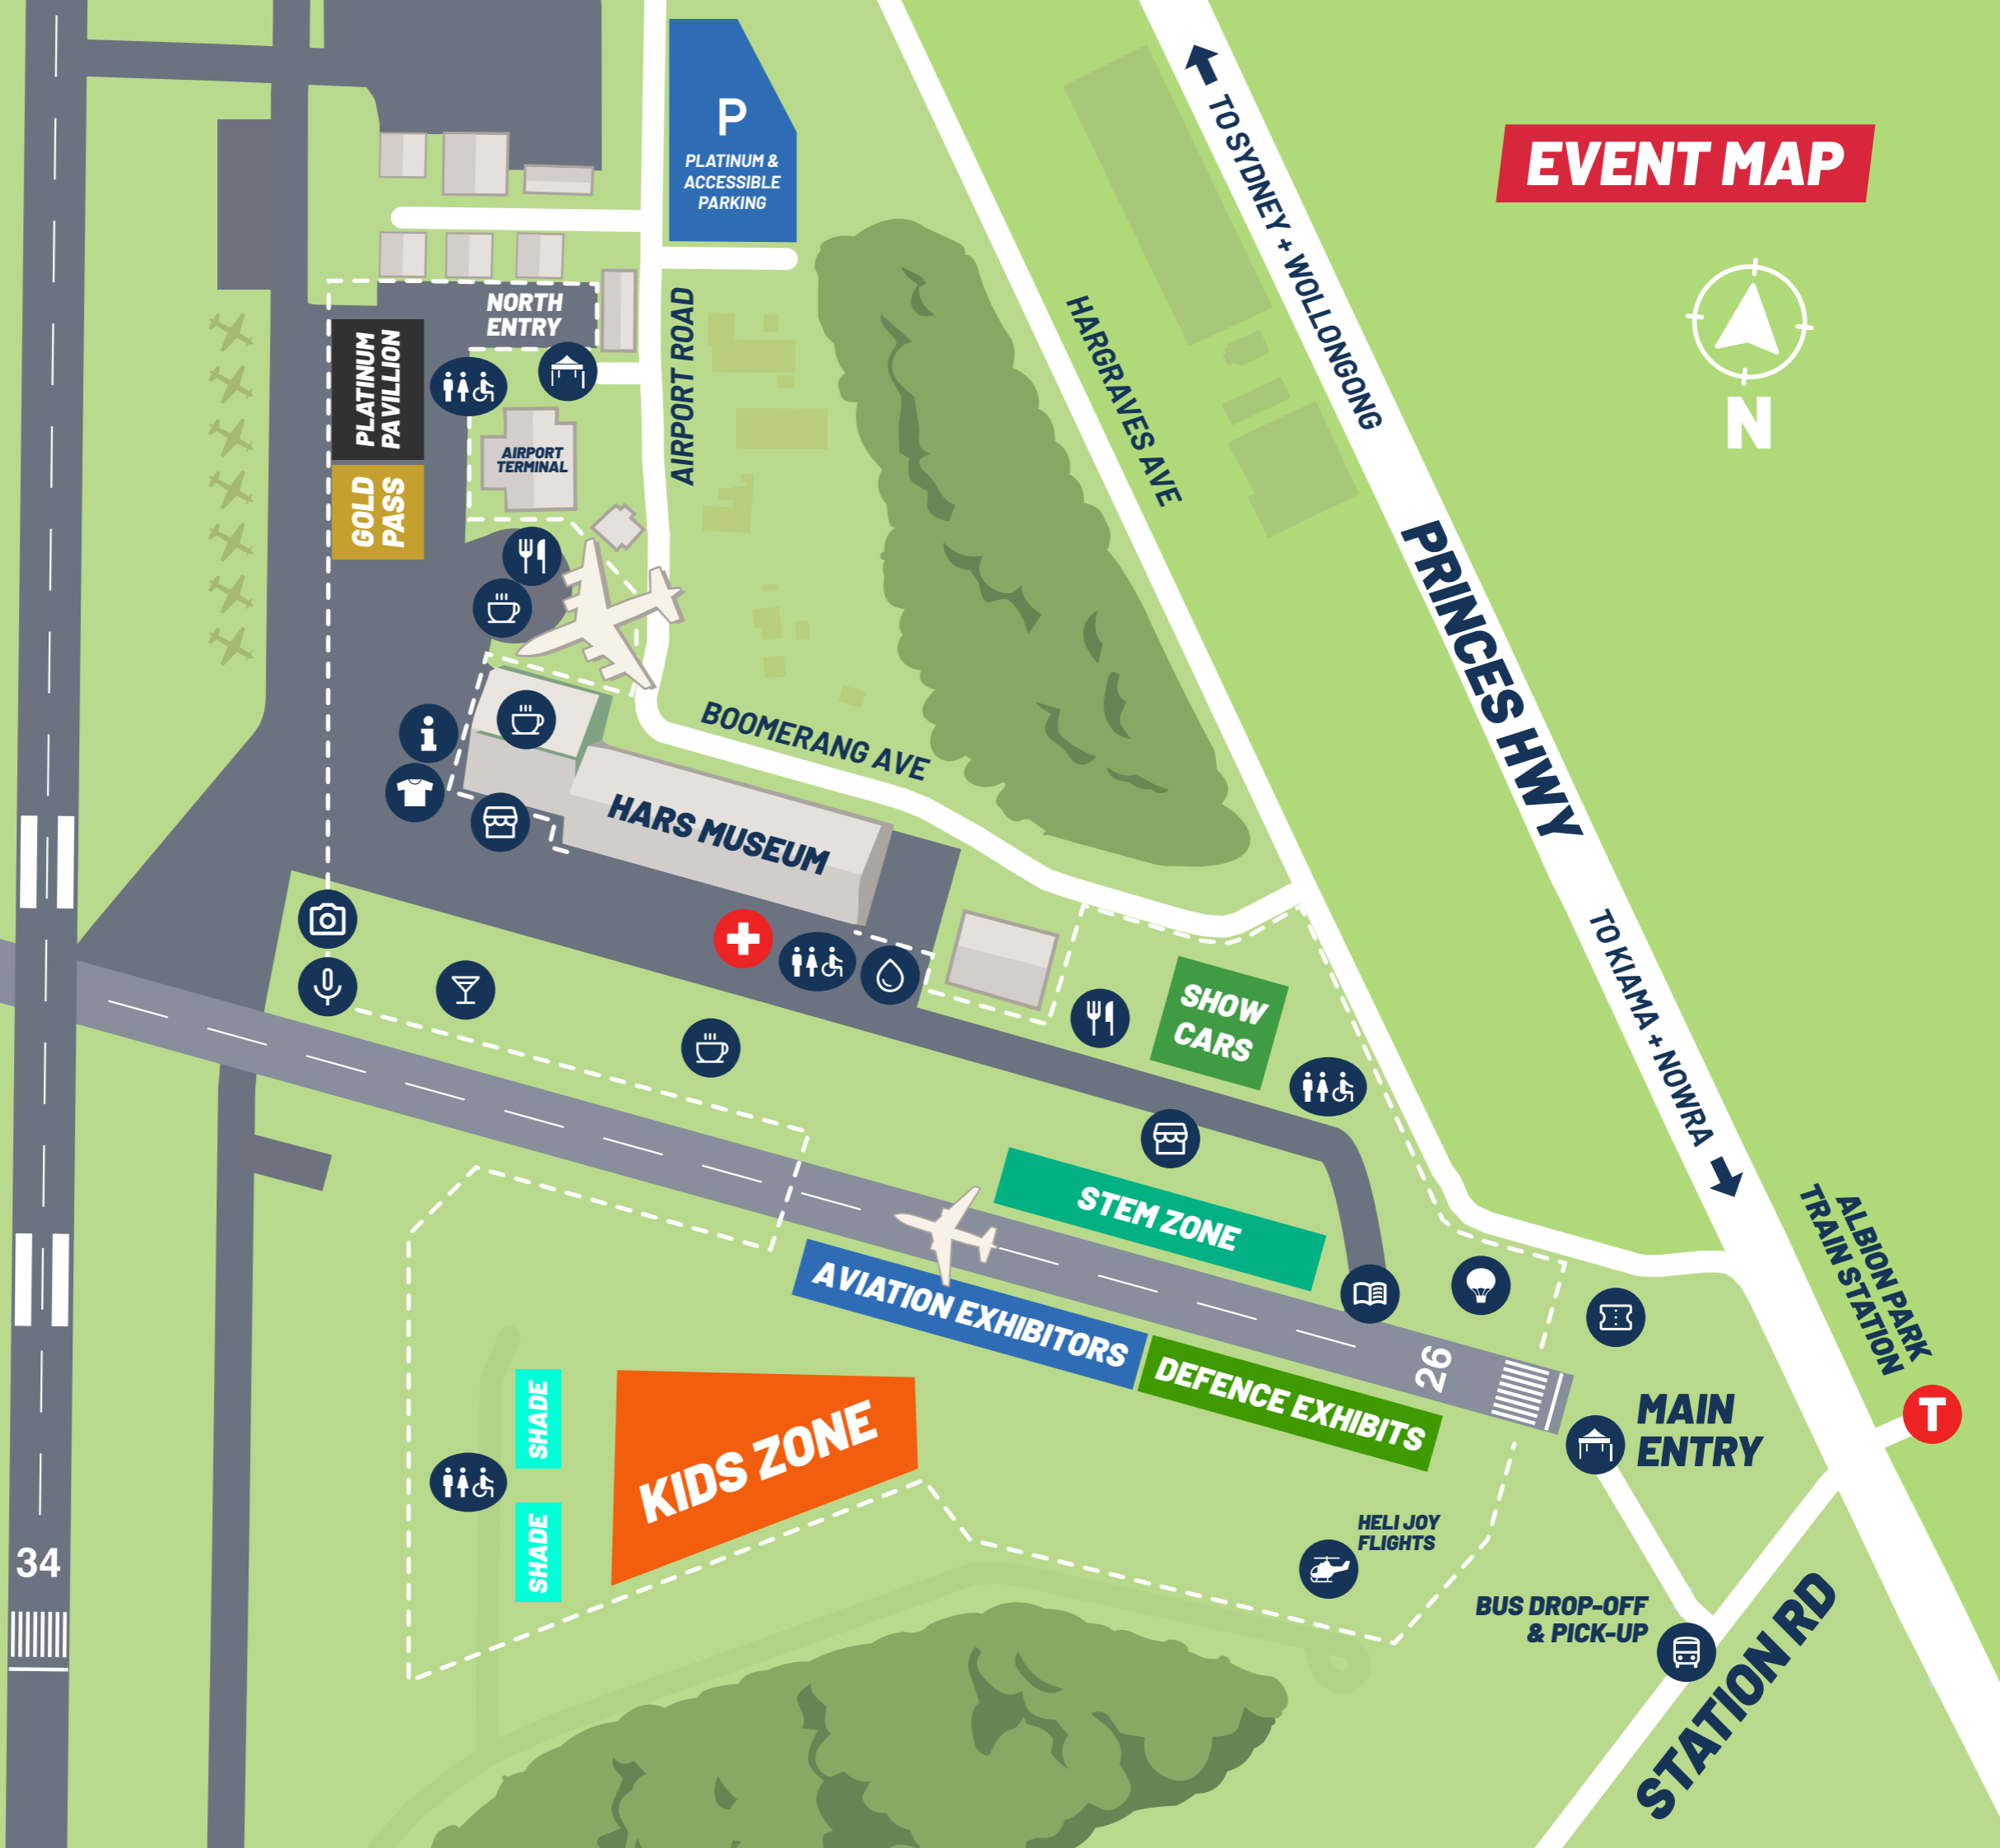 P
PLATINUM &
ACCESSIBLE
PARKING
TO SYDNEY + WOLLONGONG
EVENT MAP
N
NORTH
ENTRY
PLATINUM
PAVILLION
AIRPORT ROAD
HARGRAVES AVE
AIRPORT
TERMINAL
GOLD
PASS
PRINCES HWY
BOOMERANG AVE
HARS MUSEUM
TO KIAMA + NOWRA
SHOW
CARS
STEM ZONE
ALBION PARK
TRAIN STATION
AVIATION EXHIBITORS
DEFENCE EXHIBITS
26
MAIN
ENTRY
T
SHADE
KIDS ZONE
SHADE
HELI JOY
FLIGHTS
34
BUS DROP-OFF
& PICK-UP
STATION RD